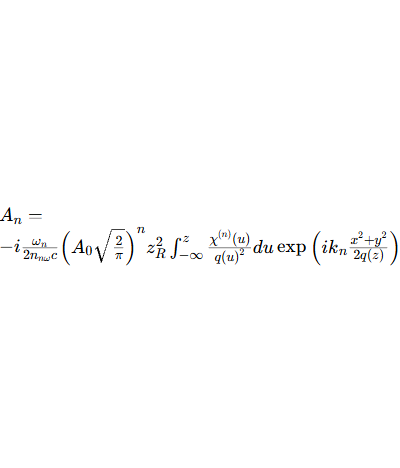 A_n =
-i \frac{\omega_n}{2n_{n\omega}c} \left( A_0 \sqrt{\frac{2}{\pi}} \right)^n z_R^2 \int_{-\infty}^{z} \frac{\chi^{(n)}(u)}{q(u)^2} du \exp \left( ik_n \frac{x^2+y^2}{2q(z)} \right)